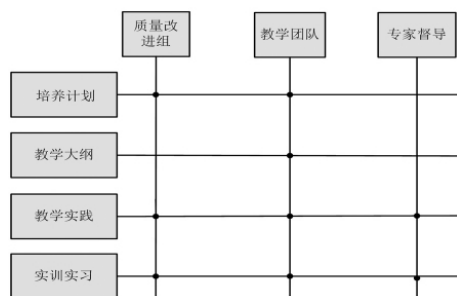 质量改
进组
教学团队
专家督导
培养计划
教学大纲
教学实践
实训实习